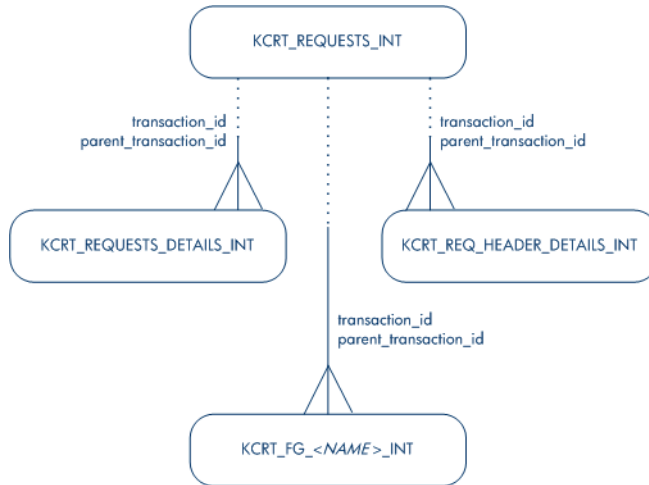 KCRT_REQUESTS_INT
transaction_id
parent_transaction_id
transaction_id
parent_transaction_id
KCRT_REQUESTS_DETAILS_INT
KCRT_REQ_HEADER_DETAILS_INT
transaction_id
parent_transaction_id
KCRT_FG_<NAME>_INT